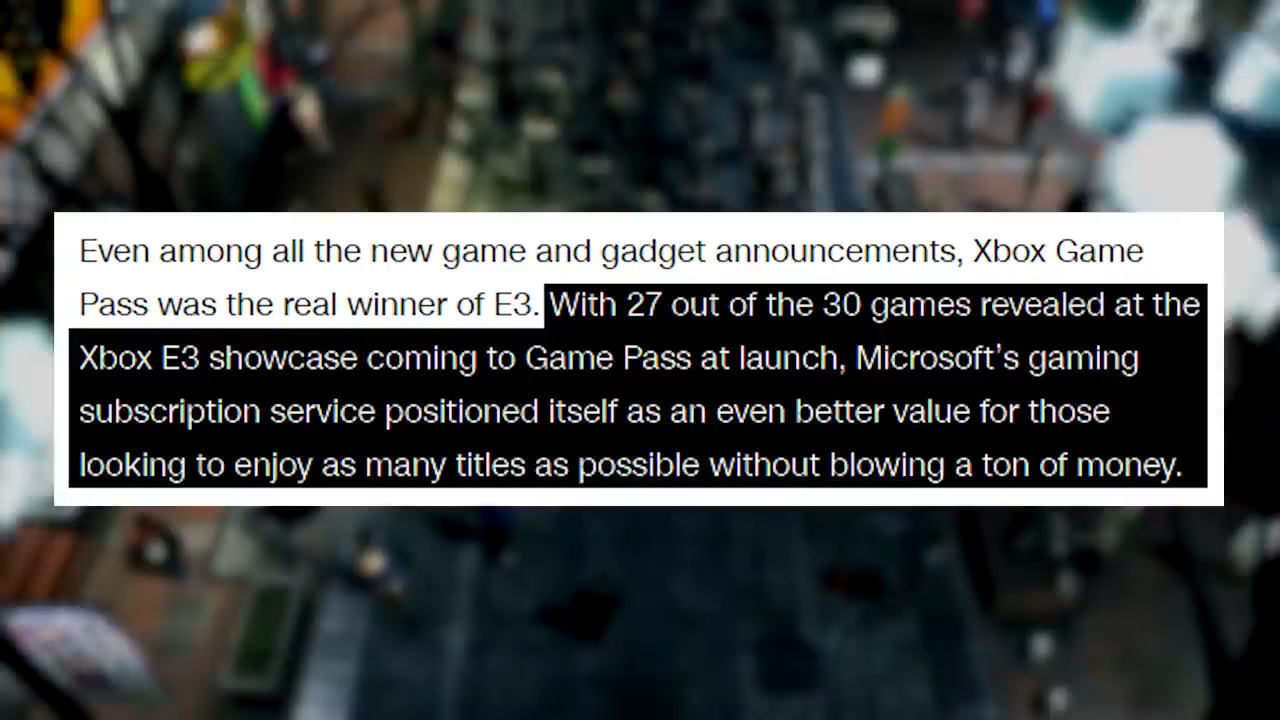 Even among all the new game and gadget announcements, Xbox Game
Pass was the real winner of E3. With 27 out of the 30 games revealed at the
Xbox E3 showcase coming to Game Pass at launch, Microsoft's gaming
subscription service positioned itself as an even better value for those
looking to enjoy as many titles as possible without blowing a ton of money.